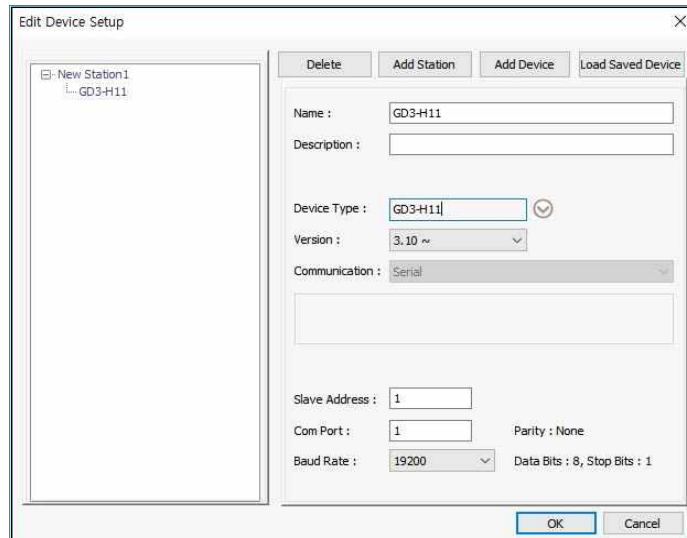 Edit Device Setup
New Station1
GD3-H11
Delete
Add Station
Add Device
Load Saved Device
Name : GD3-H11
Description :
Device Type : GD3-H11
Version : 3.10 ~
Communication : Serial
Slave Address : 1
Com Port : 1 Parity : None
Baud Rate : 19200 Data Bits : 8, Stop Bits : 1
OK Cancel